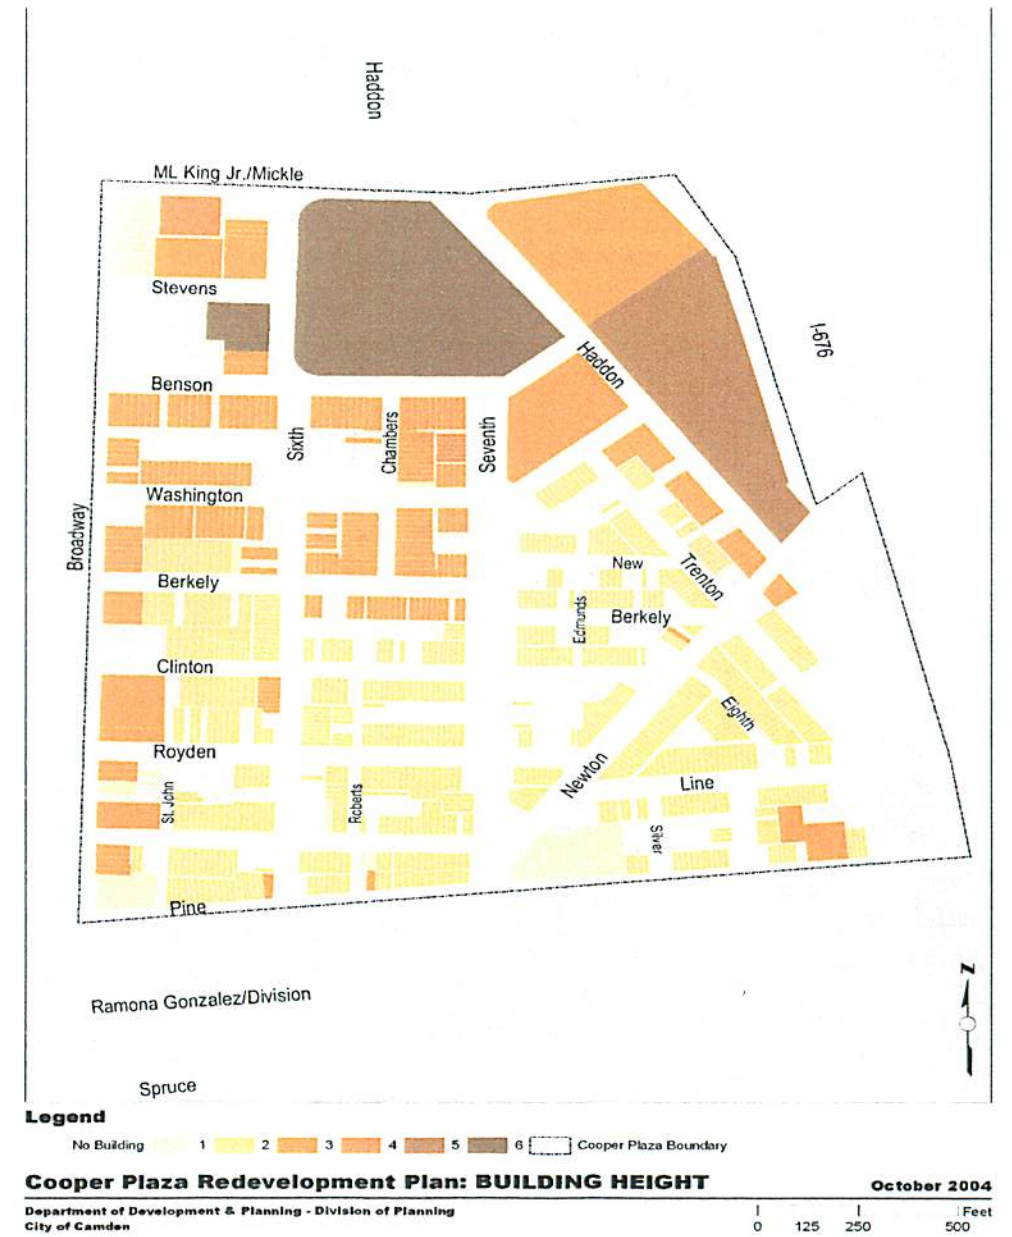 Haddon
ML King Jr./Mickle
Stevens
I-676
Haddon
Benson
Sixth
Chambers
Seventh
Washington
Broadway
New
Trenton
Berkely
Edmunds
Berkely
Clinton
Eighth
Royden
Newton
Line
St. John
Roberts
Silver
Pine
N
Ramona Gonzalez/Division
Spruce
Legend
No Building 1 2 3 4 5 6 Cooper Plaza Boundary
Cooper Plaza Redevelopment Plan: BUILDING HEIGHT October 2004
Department of Development & Planning - Division of Planning
City of Camden
Feet
0 125 250 500